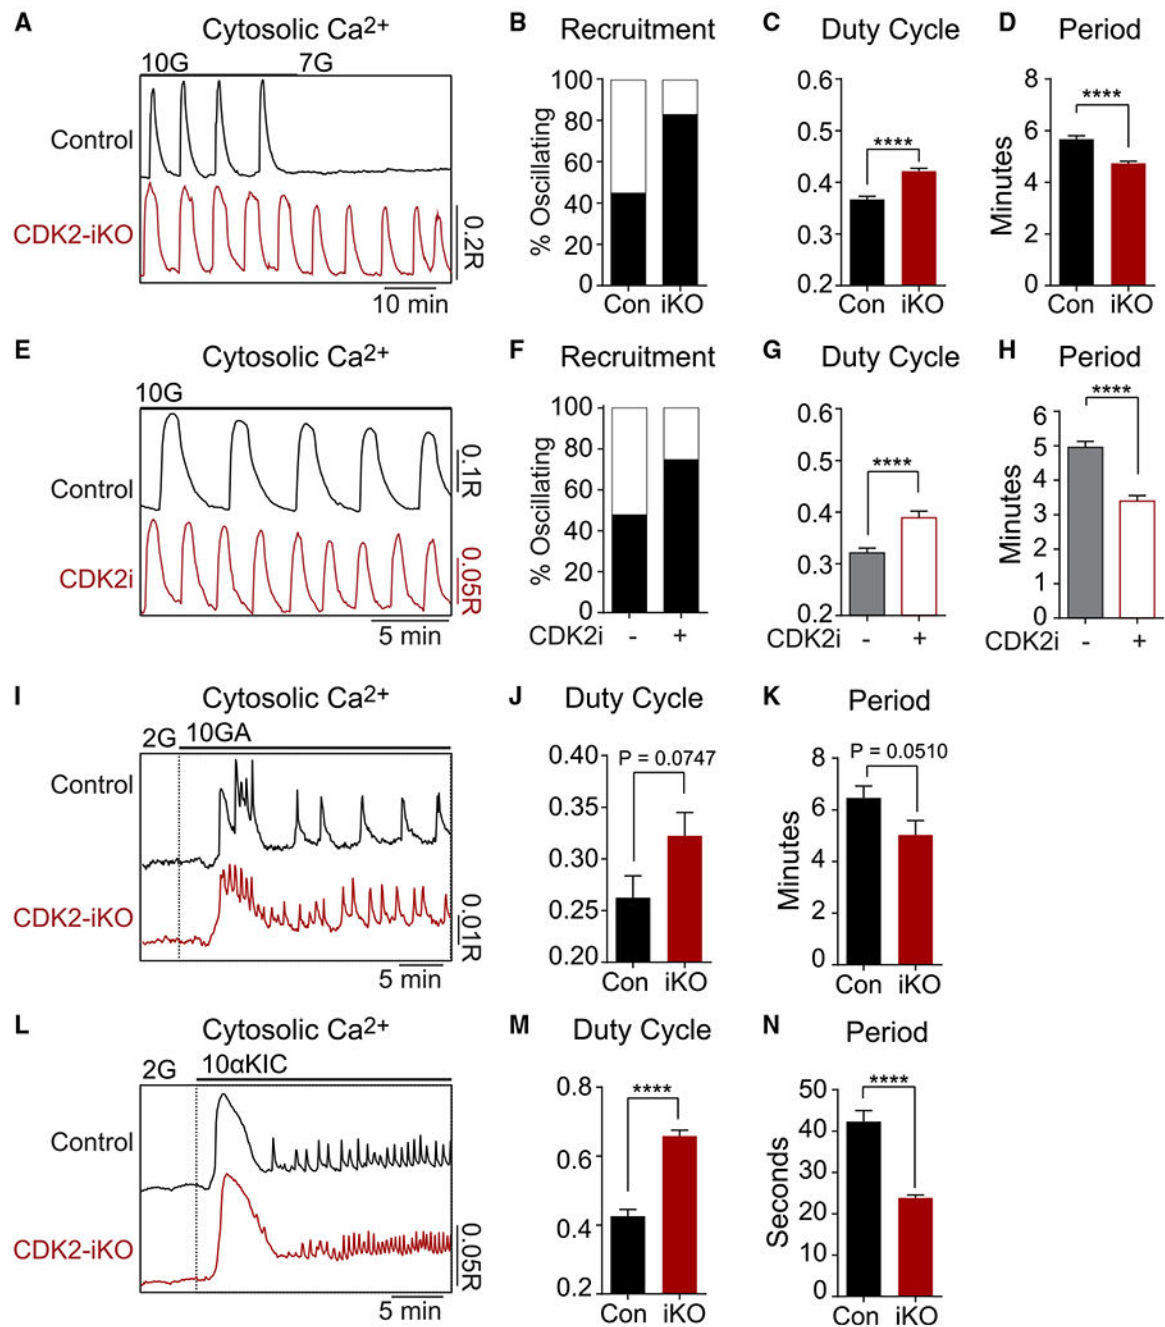 A Cytosolic Ca2+
10G 7G
Control
CDK2-iKO
0.2R
10 min
B Recruitment
% Oscillating
100
80
60
40
20
0
Con iKO
C Duty Cycle
0.6
0.5
0.4
0.3
0.2
****
Con iKO
D Period
Minutes
8
6
4
2
0
****
Con iKO
E Cytosolic Ca2+
10G
Control
0.1R
CDK2i
0.05R
5 min
F Recruitment
% Oscillating
100
80
60
40
20
0
CDK2i - +
G Duty Cycle
0.6
0.5
0.4
0.3
0.2
****
CDK2i - +
H Period
Minutes
6
5
4
3
2
1
0
****
CDK2i - +
I Cytosolic Ca2+
2G 10GA
Control
CDK2-iKO
0.01R
5 min
J Duty Cycle
0.40
0.35
0.30
0.25
0.20
P = 0.0747
Con iKO
K Period
Minutes
8
6
4
2
0
P = 0.0510
Con iKO
L Cytosolic Ca2+
2G 10αKIC
Control
CDK2-iKO
0.05R
5 min
M Duty Cycle
0.8
0.6
0.4
0.2
****
Con iKO
N Period
Seconds
50
40
30
20
10
0
****
Con iKO